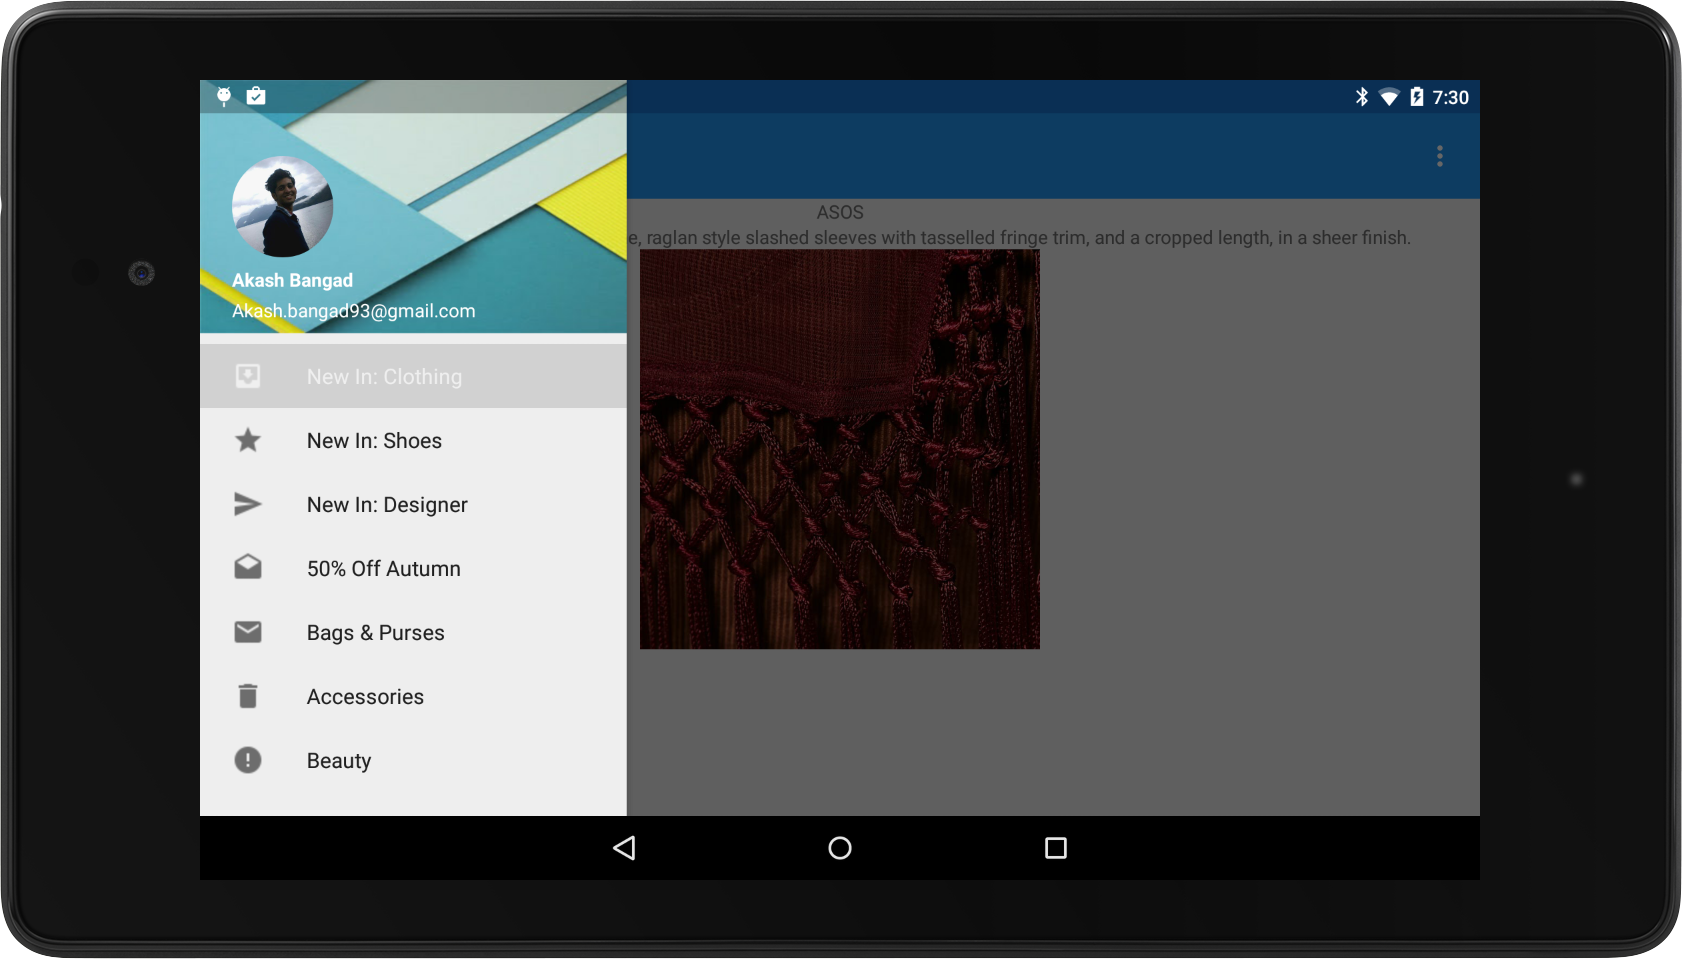 7:30
Akash Bangad
Akash.bangad93@gmail.com
New In: Clothing
New In: Shoes
New In: Designer
50% Off Autumn
Bags & Purses
Accessories
Beauty
ASOS
e, raglan style slashed sleeves with tasselled fringe trim, and a cropped length, in a sheer finish.